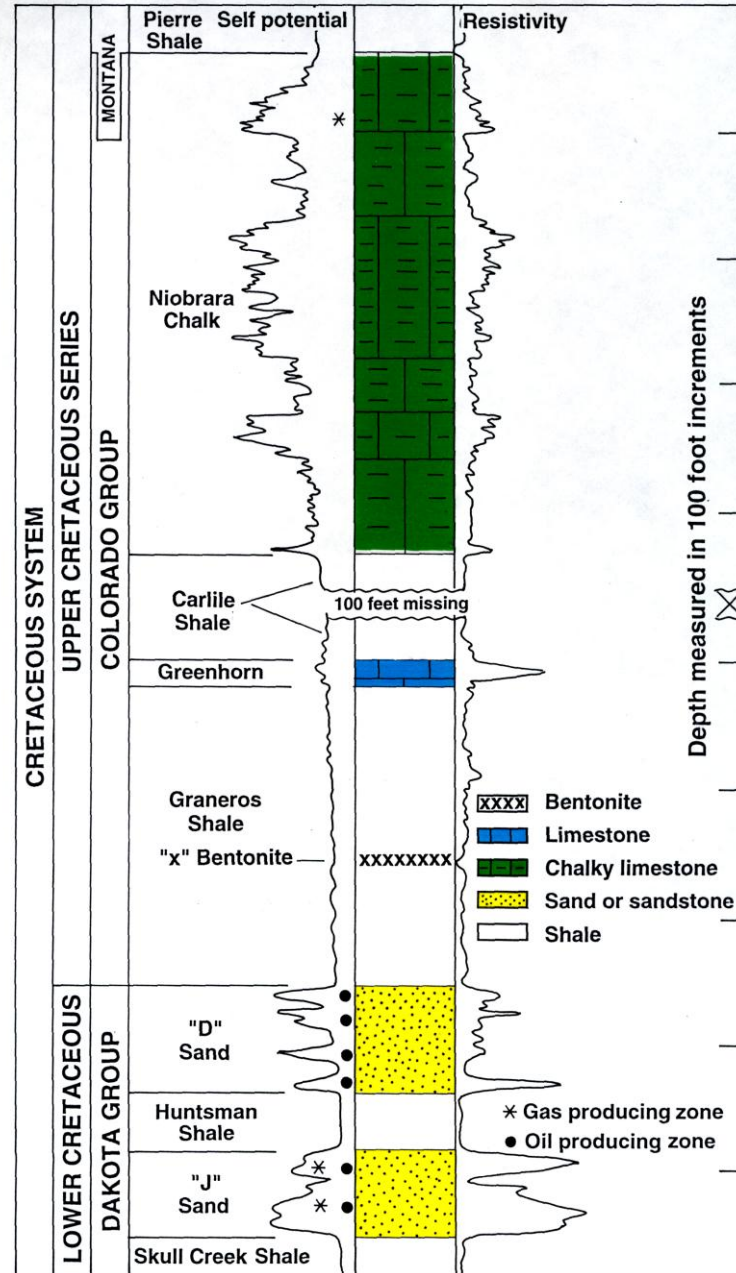 Pierre
Shale
Self potential
Resistivity
MONTANA
*
Niobrara
Chalk
CRETACEOUS SYSTEM
UPPER CRETACEOUS SERIES
COLORADO GROUP
Depth measured in 100 foot increments
Carlile
Shale
100 feet missing
Greenhorn
Graneros
Shale
"x" Bentonite
xxxxxxxxx
xxxx Bentonite
Limestone
Chalky limestone
Sand or sandstone
Shale
LOWER CRETACEOUS
DAKOTA GROUP
"D"
Sand
Huntsman
Shale
* Gas producing zone
● Oil producing zone
"J"
Sand
Skull Creek Shale